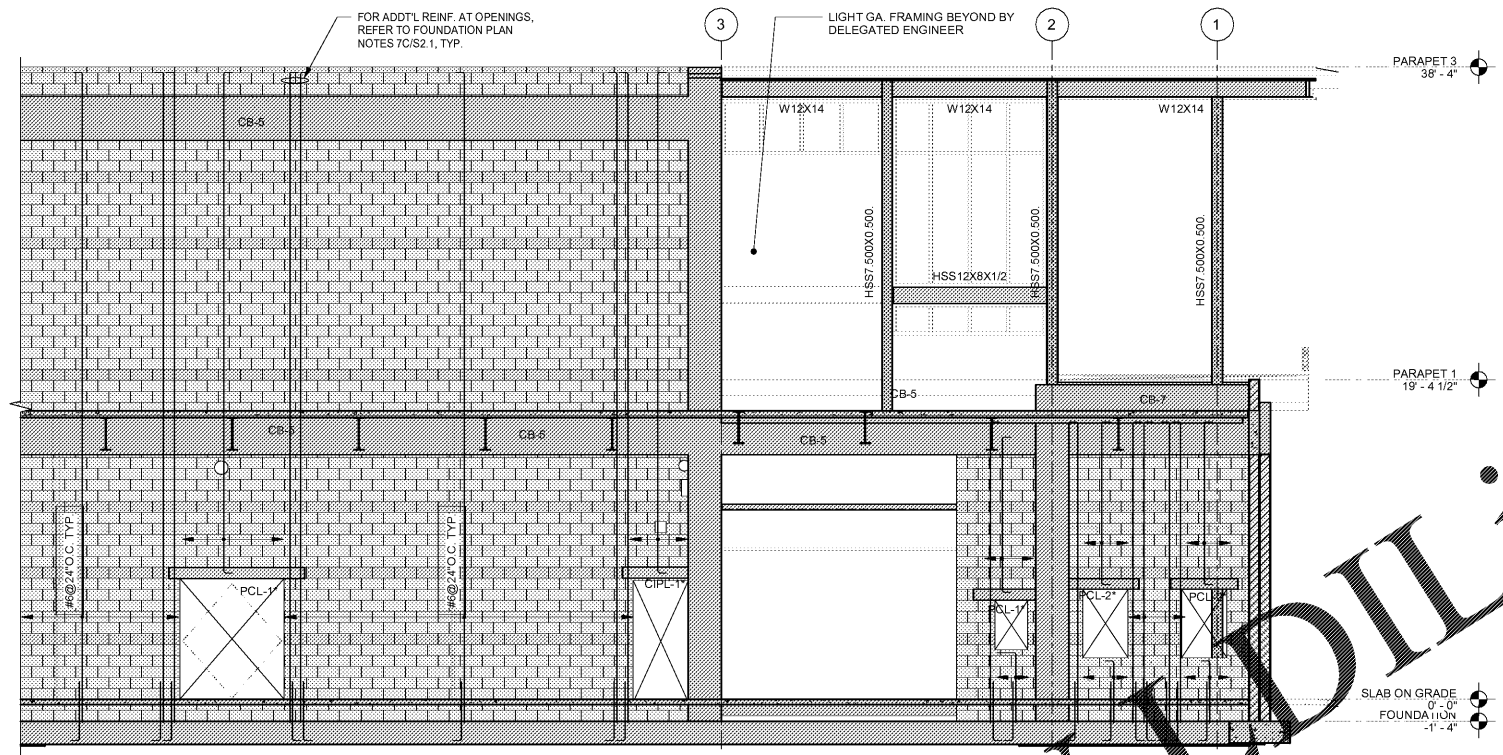 FOR ADDT'L REINF. AT OPENINGS,
REFER TO FOUNDATION PLAN
NOTES 7C/S2.1, TYP.
LIGHT GA. FRAMING BEYOND BY
DELEGATED ENGINEER
3
2
1
PARAPET 3
38' - 4"
W12X14
W12X14
W12X14
CB-5
HSS7.500X0.500.
HSS7.500X0.500.
HSS7.500X0.500.
HSS12X8X1/2
PARAPET 1
19' - 4 1/2"
CB-5
CB-7
CB-5
CB-5
CB-5
#6@24"O.C. TYP
#6@24"O.C. TYP
PCL-1*
CIPL-1*
PCL-1*
PCL-2*
SLAB ON GRADE
0' - 0"
FOUNDATION
-1' - 4"